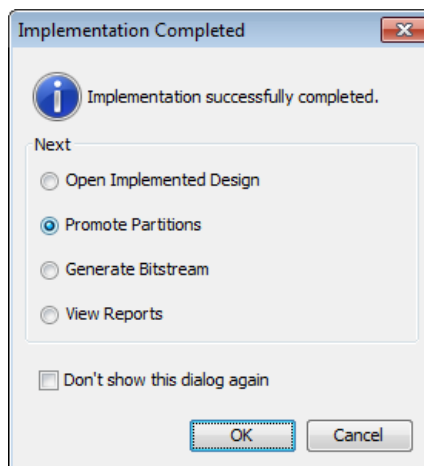 Implementation Completed
Implementation successfully completed.
Next
Open Implemented Design
Promote Partitions
Generate Bitstream
View Reports
Don't show this dialog again
OK
Cancel